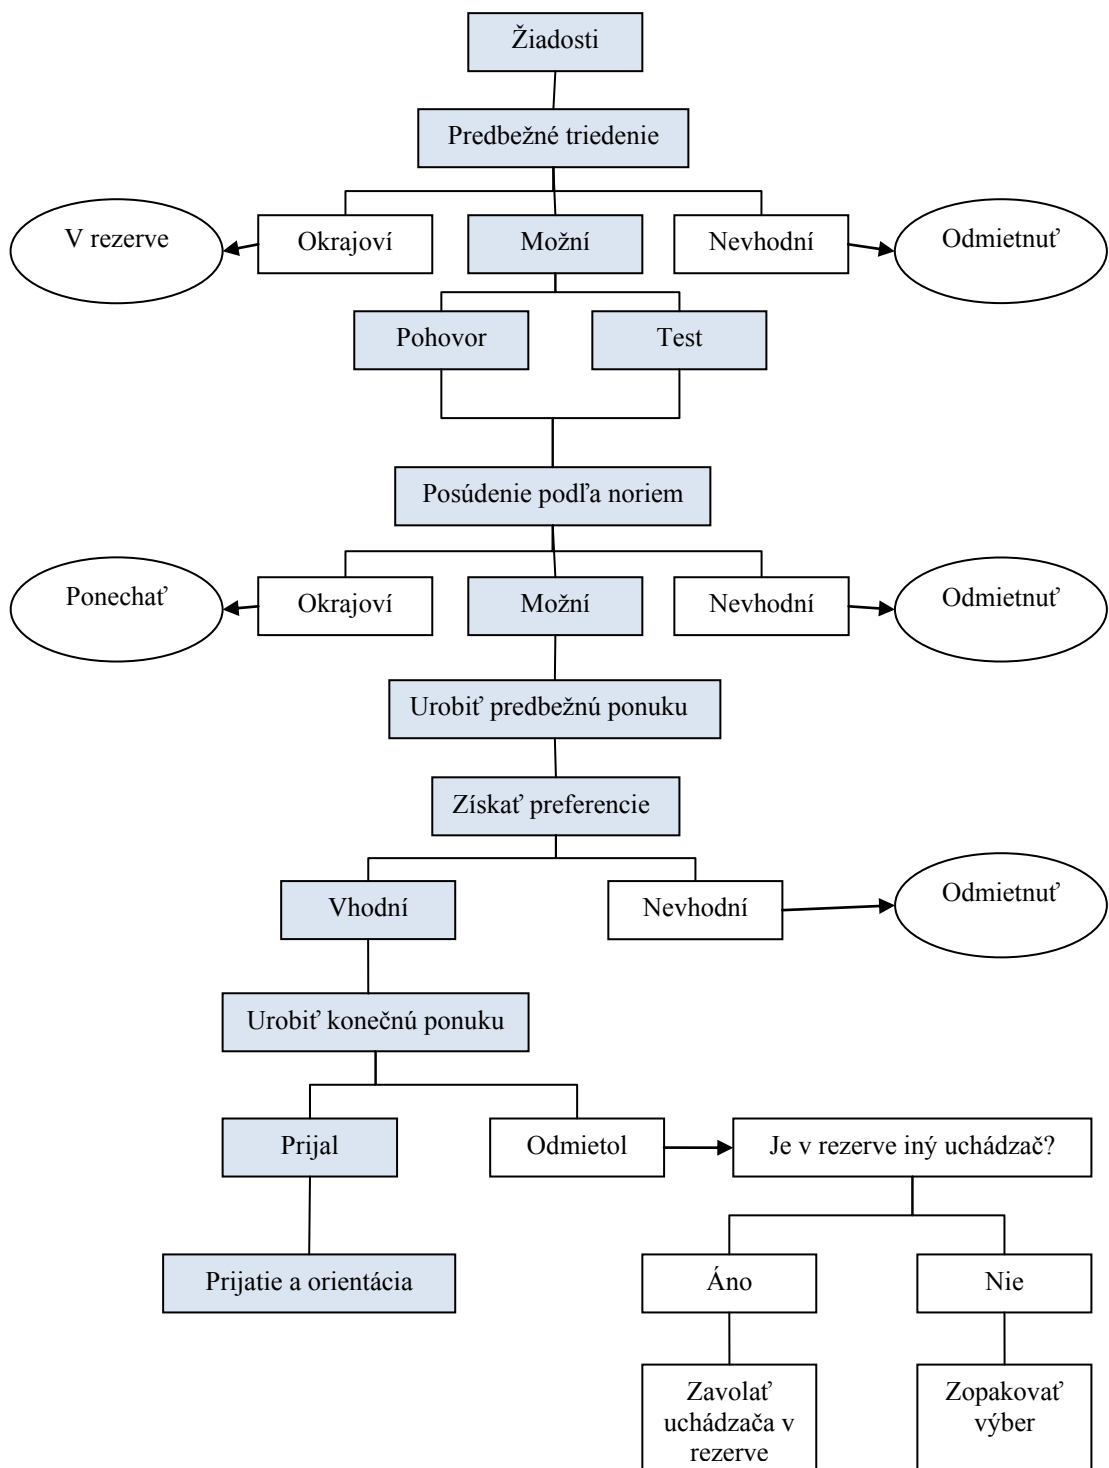 Žiadosti
Predbežné triedenie
V rezerve
Okrajoví
Možní
Nevhodní
Odmietnuť
Pohovor
Test
Posúdenie podľa noriem
Ponechať
Okrajoví
Možní
Nevhodní
Odmietnuť
Urobiť predbežnú ponuku
Získať preferencie
Vhodní
Nevhodní
Odmietnuť
Urobiť konečnú ponuku
Prijal
Odmietol
Je v rezerve iný uchádzač?
Prijatie a orientácia
Áno
Nie
Zavolať
uchádzača v
rezerve
Zopakovať
výber